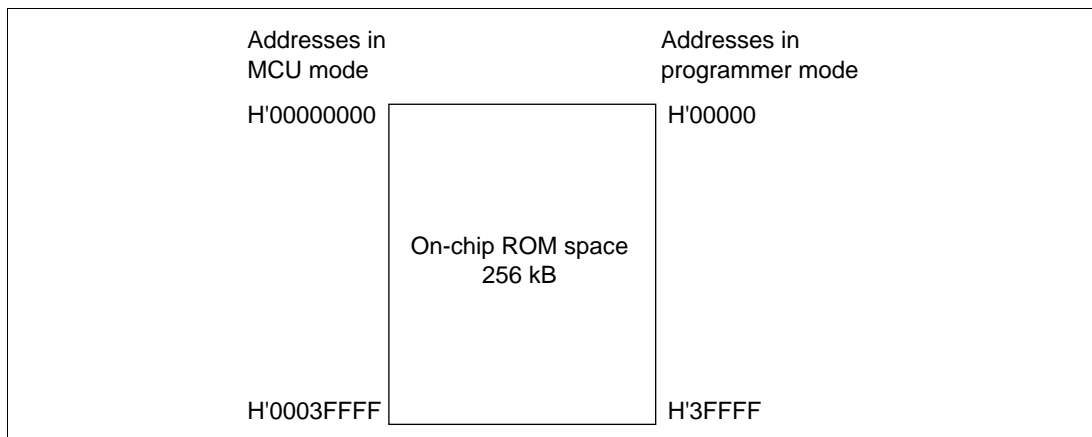 Addresses in
MCU mode
Addresses in
programmer mode
H'00000000
H'00000
On-chip ROM space
256 kB
H'0003FFFF
H'3FFFF